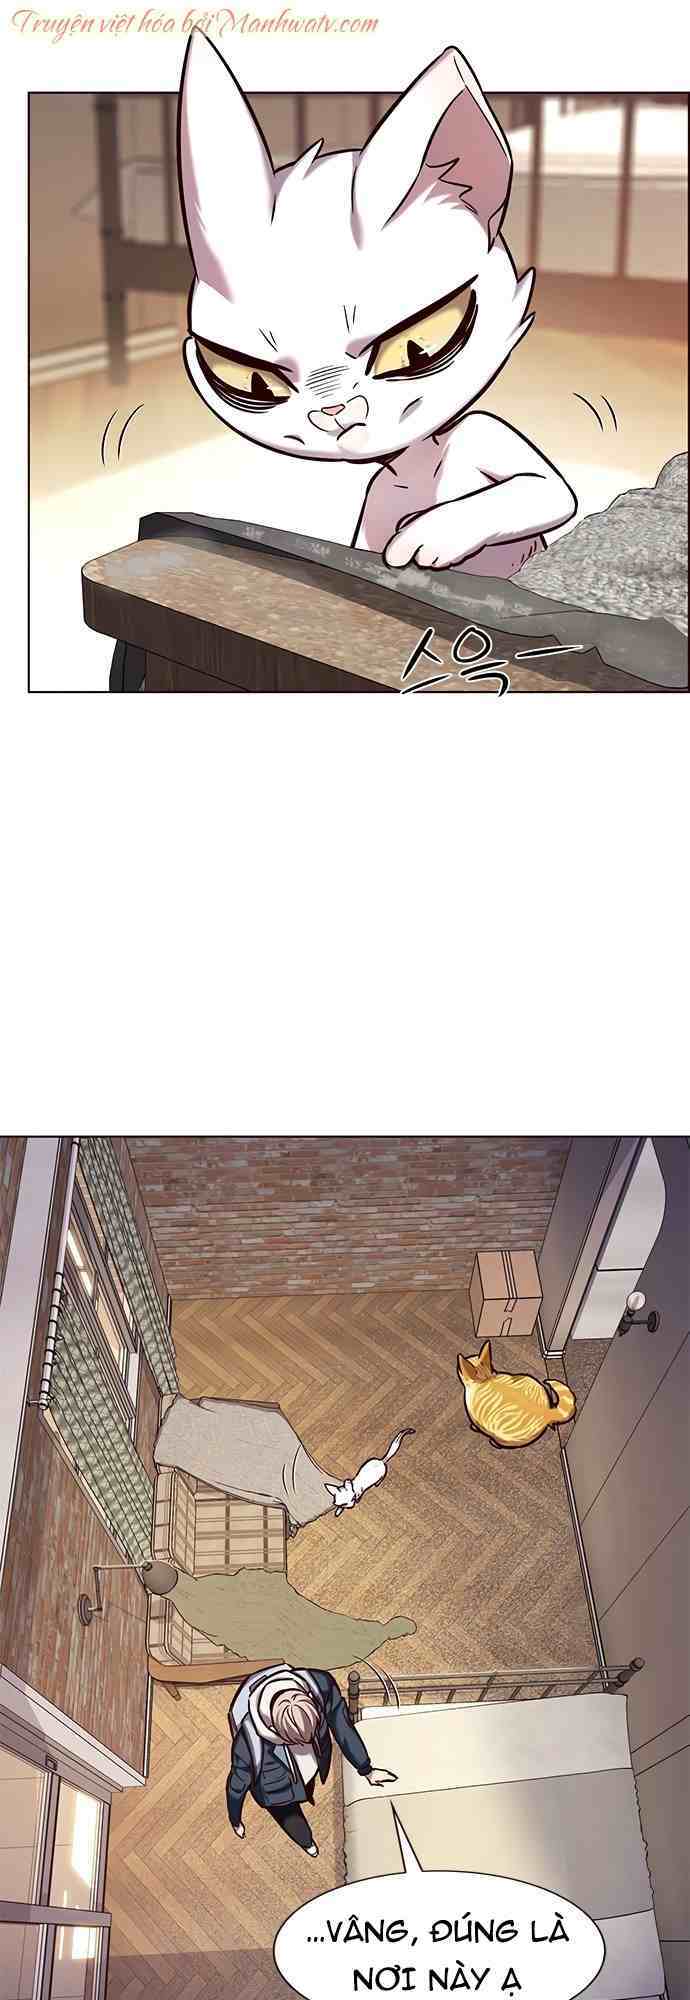 Truyện việt hóa bởi Manhwatv.com
스윽-
...VÂNG, ĐÚNG LÀ
NƠI NÀY Ạ